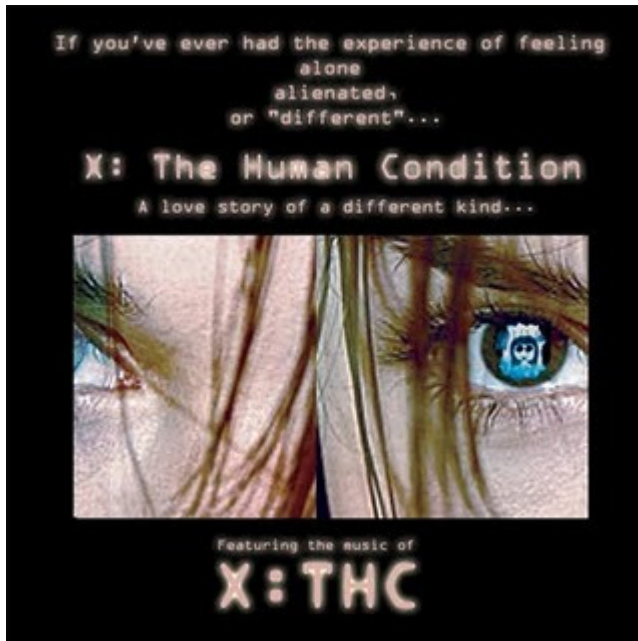 If you've ever had the experience of feeling
alone
alienated,
or "different"...
X: The Human Condition
A love story of a different kind...
Featuring the music of
X:THC